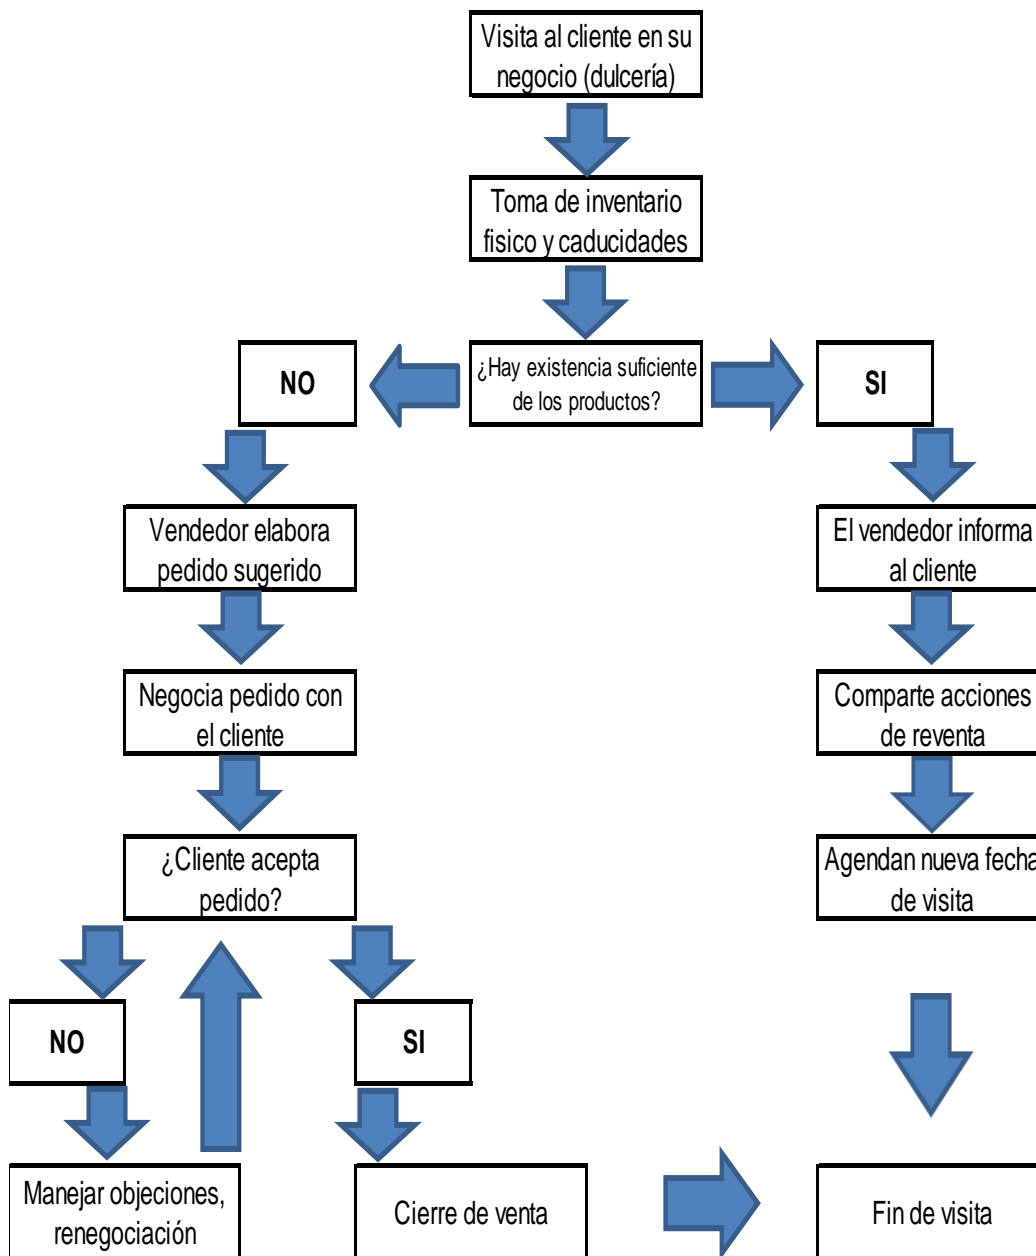 Visita al cliente en su
negocio (dulcería)
Toma de inventario
fisico y caducidades
¿Hay existencia suficiente
de los productos?
NO
SI
Vendedor elabora
pedido sugerido
El vendedor informa
al cliente
Negocia pedido con
el cliente
Comparte acciones
de reventa
¿Cliente acepta
pedido?
Agendan nueva fecha
de visita
NO
SI
Manejar objeciones,
renegociación
Cierre de venta
Fin de visita